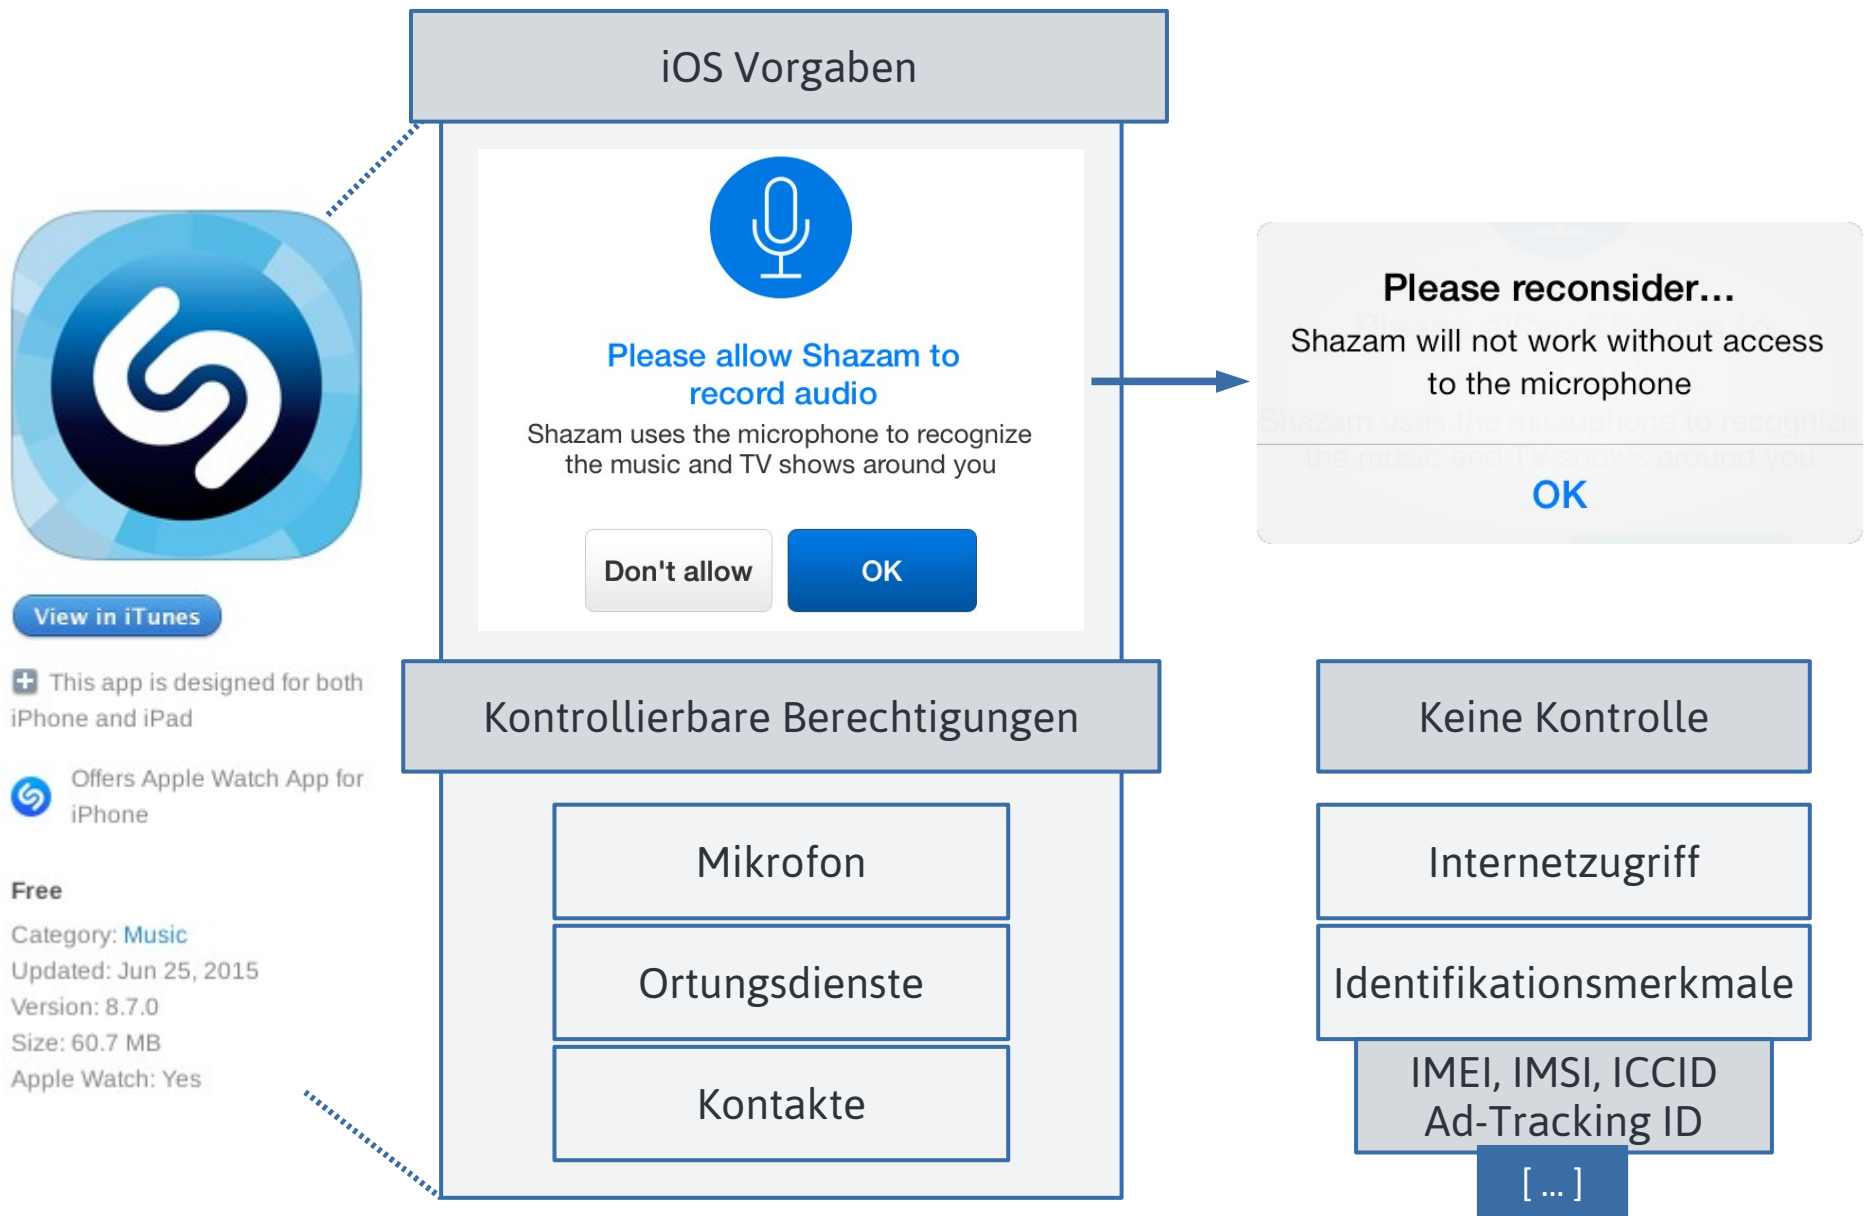 iOS Vorgaben
Please allow Shazam to
record audio
Shazam uses the microphone to recognize
the music and TV shows around you
Don't allow
OK
Please reconsider...
Shazam will not work without access
to the microphone
OK
View in iTunes
This app is designed for both
iPhone and iPad
Offers Apple Watch App for
iPhone
Free
Category: Music
Updated: Jun 25, 2015
Version: 8.7.0
Size: 60.7 MB
Apple Watch: Yes
Kontrollierbare Berechtigungen
Mikrofon
Ortungsdienste
Kontakte
Keine Kontrolle
Internetzugriff
Identifikationsmerkmale
IMEI, IMSI, ICCID
Ad-Tracking ID
[ ... ]